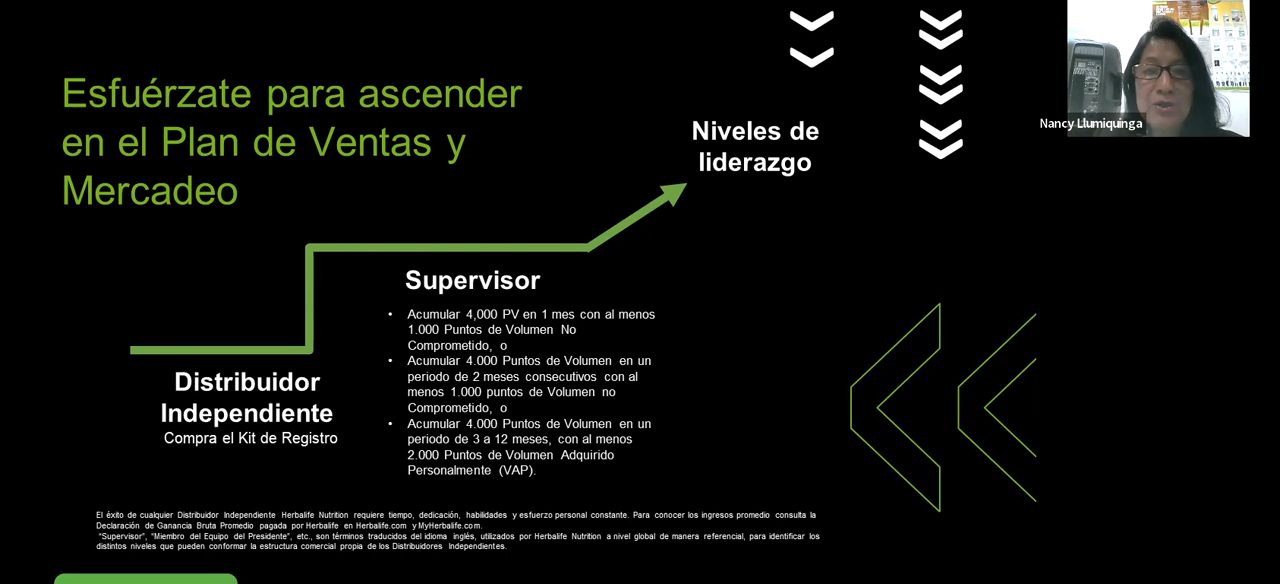 Esfuérzate para ascender
en el Plan de Ventas y
Mercadeo
Niveles de
liderazgo
Nancy Llumiquinga
Supervisor
• Acumular 4,000 PV en 1 mes con al menos
1.000 Puntos de Volumen No
Comprometido, o
• Acumular 4.000 Puntos de Volumen en un
periodo de 2 meses consecutivos con al
menos 1.000 puntos de Volumen no
Comprometido, o
• Acumular 4.000 Puntos de Volumen en un
periodo de 3 a 12 meses, con al menos
2.000 Puntos de Volumen Adquirido
Personalmente (VAP).
Distribuidor
Independiente
Compra el Kit de Registro
El éxito de cualquier Distribuidor Independiente Herbalife Nutrition requiere tiempo, dedicación, habilidades y esfuerzo personal constante. Para conocer los ingresos promedio consulta la
Declaración de Ganancia Bruta Promedio pagada por Herbalife en Herbalife.com y MyHerbalife.com.
"Supervisor", "Miembro del Equipo del Presidente", etc., son términos traducidos del idioma inglés, utilizados por Herbalife Nutrition a nivel global de manera referencial, para identificar los
distintos niveles que pueden conformar la estructura comercial propia de los Distribuidores Independientes.